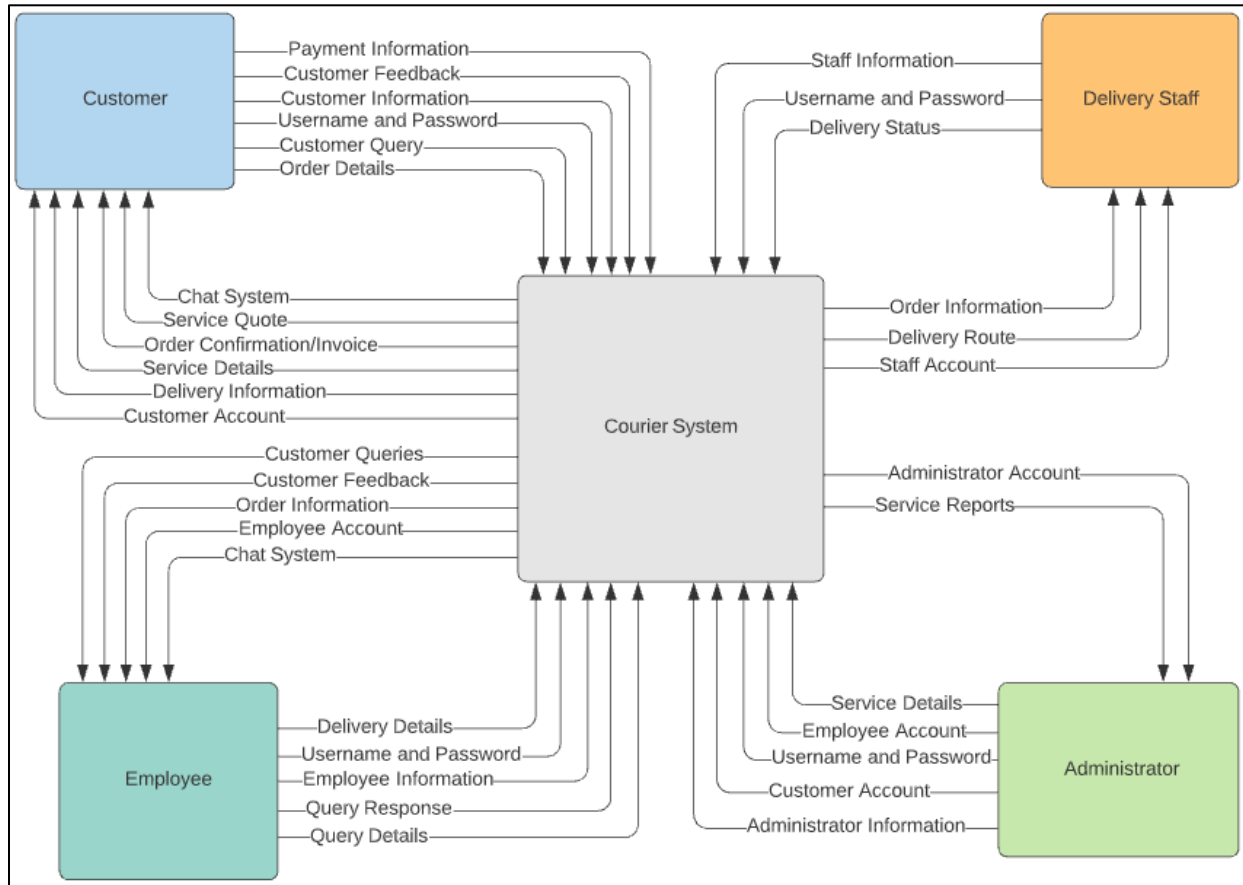 Customer
Payment Information
Customer Feedback
Customer Information
Username and Password
Customer Query
Order Details
Staff Information
Username and Password
Delivery Status
Delivery Staff
Chat System
Service Quote
Order Confirmation/Invoice
Service Details
Delivery Information
Customer Account
Courier System
Order Information
Delivery Route
Staff Account
Customer Queries
Customer Feedback
Order Information
Employee Account
Chat System
Administrator Account
Service Reports
Employee
Delivery Details
Username and Password
Employee Information
Query Response
Query Details
Service Details
Employee Account
Username and Password
Customer Account
Administrator Information
Administrator